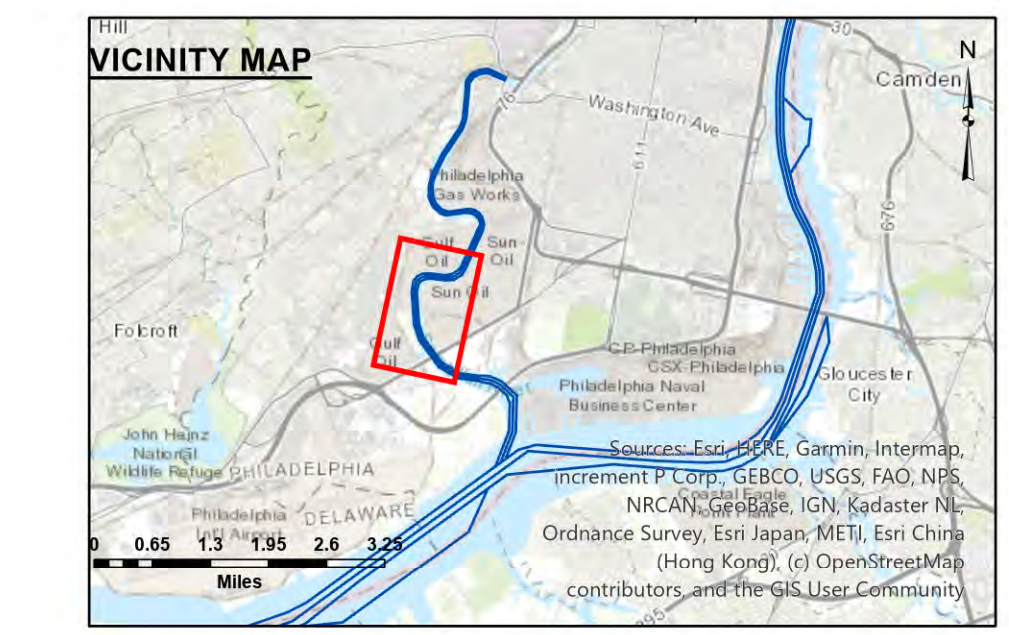 Hill
VICINITY MAP
30
N
Camden
76
Washington Ave
611
Philadelphia
Gas Works
676
Gulf
Oil
Sun
Oil
Sun Oil
Folcroft
Gulf
Oil
CP-Philadelphia
CSX-Philadelphia
Gloucester
City
Philadelphia Naval
Business Center
John Heinz
National
Wildlife Refuge
PHILADELPHIA
DELAWARE
Philadelphia
Int'l Airport
Coastal Eagle
Point Plant
Sources: Esri, HERE, Garmin, Intermap,
increment P Corp., GEBCO, USGS, FAO, NPS,
NRCAN, GeoBase, IGN, Kadaster NL,
Ordnance Survey, Esri Japan, METI, Esri China
(Hong Kong), (c) OpenStreetMap
contributors, and the GIS User Community
0 0.65 1.3 1.95 2.6 3.25
Miles
295